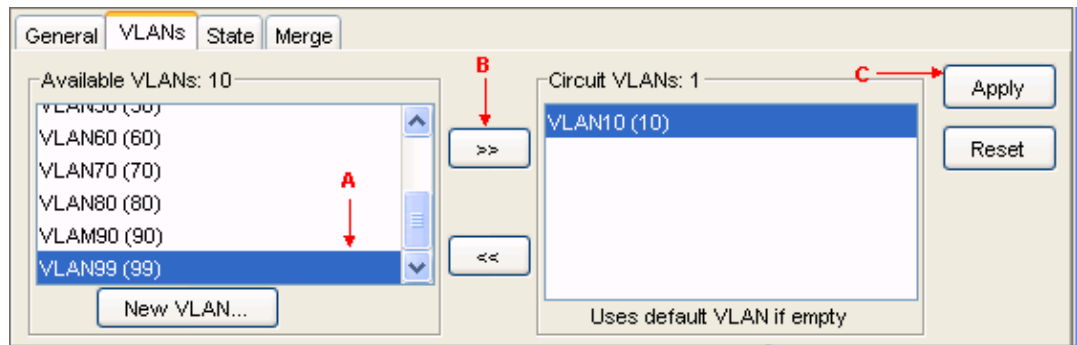 General VLANs State Merge
Available VLANs: 10
VLAN60 (60)
VLAN70 (70)
VLAN80 (80)
VLAM90 (90)
VLAN99 (99)
New VLAN...
A
B
>>
<<
Circuit VLANs: 1
VLAN10 (10)
Uses default VLAN if empty
C
Apply
Reset